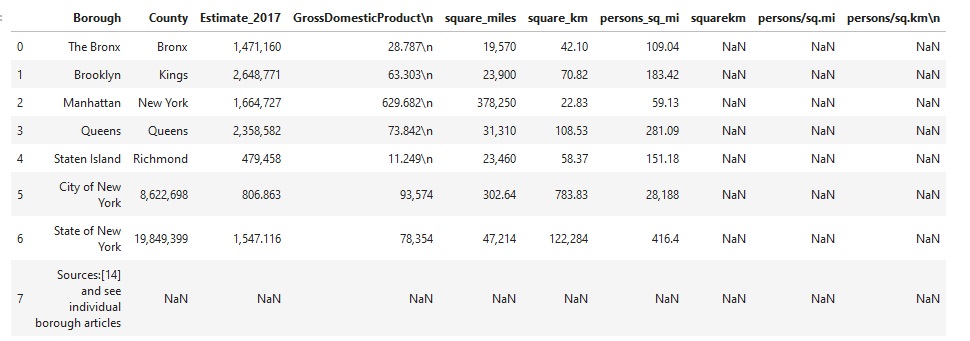 Borough County Estimate_2017 GrossDomesticProduct\n square_miles square_km persons_sq_mi squarekm persons/sq.mi persons/sq.km\n
0 The Bronx Bronx 1,471,160 28.787\n 19,570 42.10 109.04 NaN NaN NaN
1 Brooklyn Kings 2,648,771 63.303\n 23,900 70.82 183.42 NaN NaN NaN
2 Manhattan New York 1,664,727 629.682\n 378,250 22.83 59.13 NaN NaN NaN
3 Queens Queens 2,358,582 73.842\n 31,310 108.53 281.09 NaN NaN NaN
4 Staten Island Richmond 479,458 11.249\n 23,460 58.37 151.18 NaN NaN NaN
5 City of New
York 8,622,698 806.863 93,574 302.64 783.83 28,188 NaN NaN NaN
6 State of New
York 19,849,399 1,547.116 78,354 47,214 122,284 416.4 NaN NaN NaN
Sources:[14]
and see
7 individual NaN NaN NaN NaN NaN NaN NaN NaN NaN
borough articles